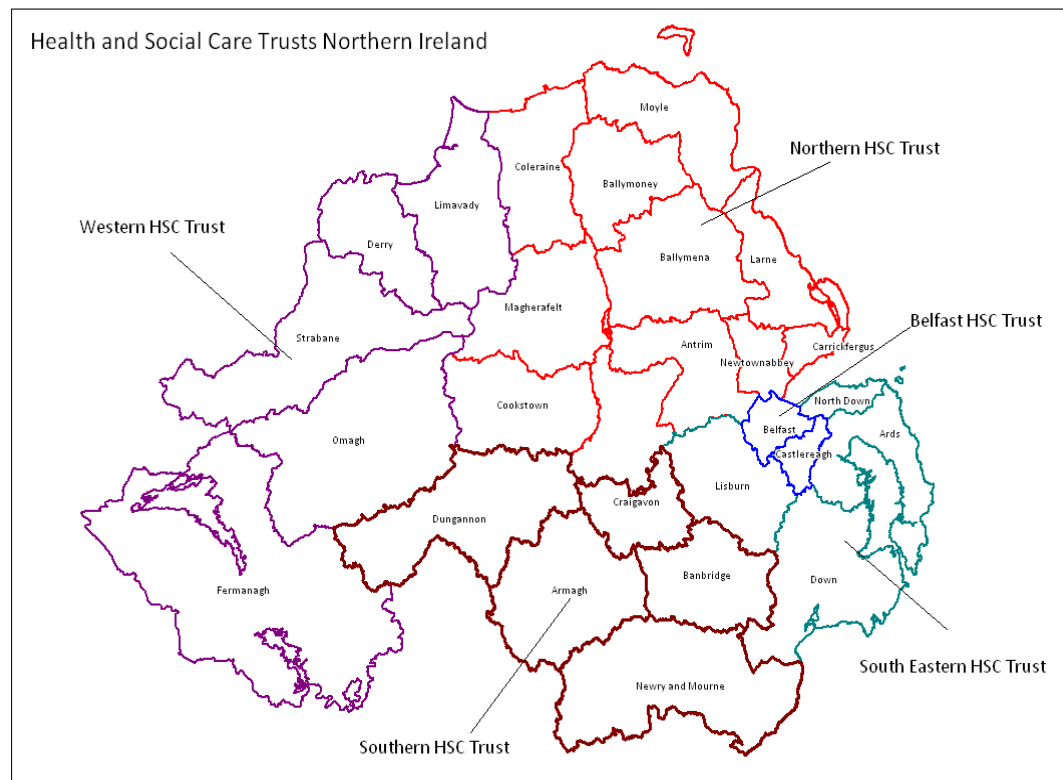 Health and Social Care Trusts Northern Ireland
Moyle
Northern HSC Trust
Coleraine
Ballymoney
Limavady
Western HSC Trust
Derry
Ballymena
Larne
Magherafelt
Belfast HSC Trust
Strabane
Antrim
Carrickfergus
Newtownabbey
Cookstown
North Down
Belfast
Ards
Omagh
Castlereagh
Lisburn
Craigavon
Dungannon
Banbridge
Down
Fermanagh
Armagh
South Eastern HSC Trust
Newry and Mourne
Southern HSC Trust